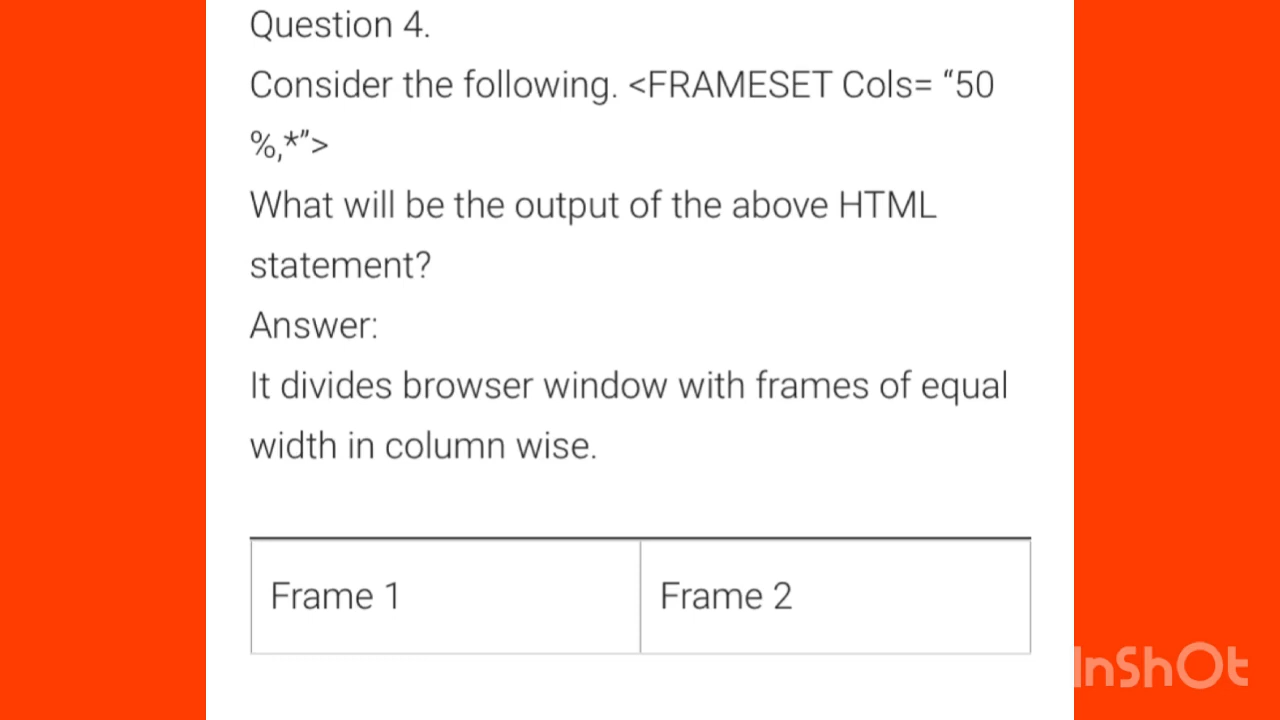 Question 4.
Consider the following. <FRAMESET Cols= “50
%,*”>
What will be the output of the above HTML
statement?
Answer:
It divides browser window with frames of equal
width in column wise.
Frame 1
Frame 2
InShOt